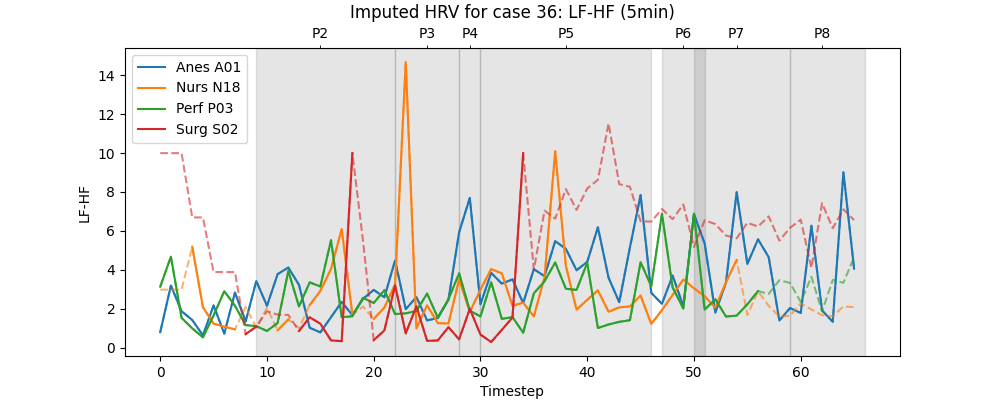 Imputed HRV for case 36: LF-HF (5min)
P2 P3 P4 P5 P6 P7 P8
Anes A01
Nurs N18
Perf P03
Surg S02
14
12
10
8
6
4
2
0
LF-HF
0 10 20 30 40 50 60
Timestep